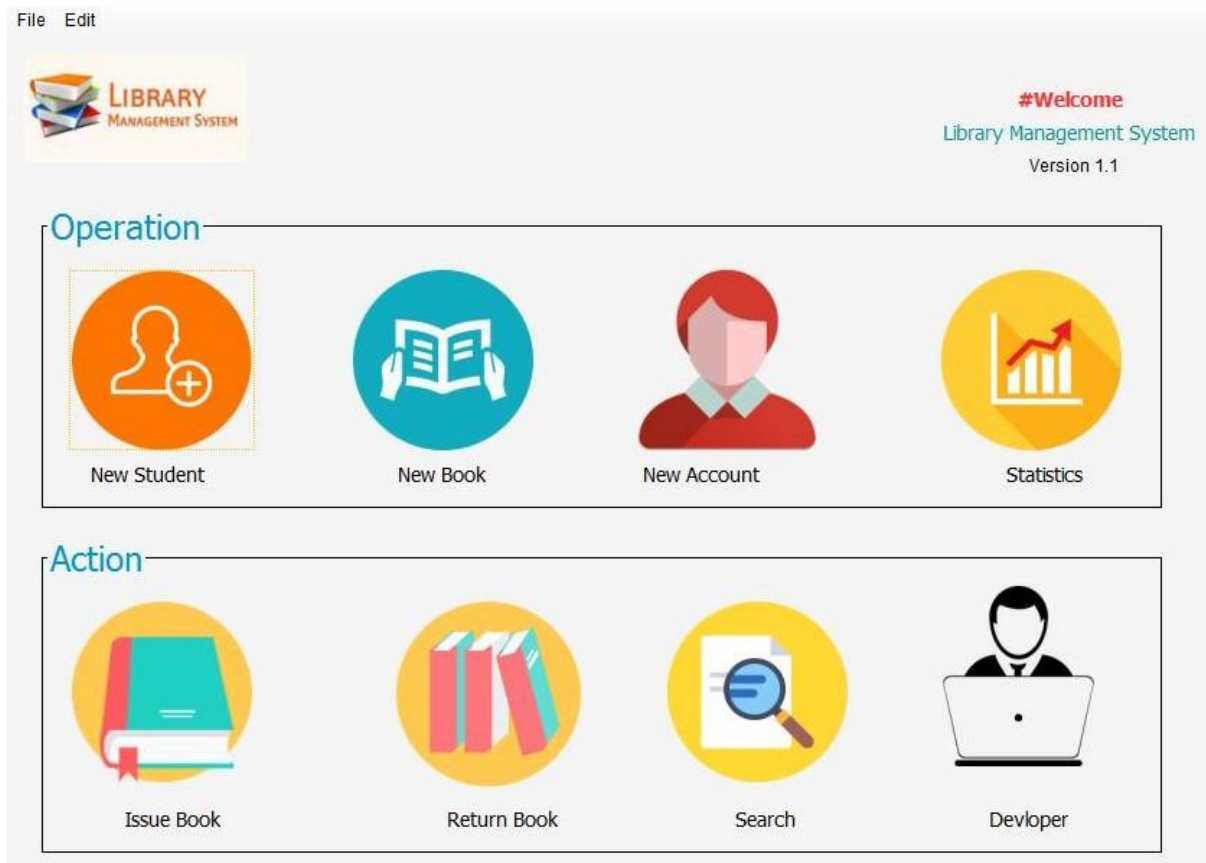 File Edit
LIBRARY
MANAGEMENT SYSTEM
#Welcome
Library Management System
Version 1.1
Operation
New Student
New Book
New Account
Statistics
Action
Issue Book
Return Book
Search
Devloper